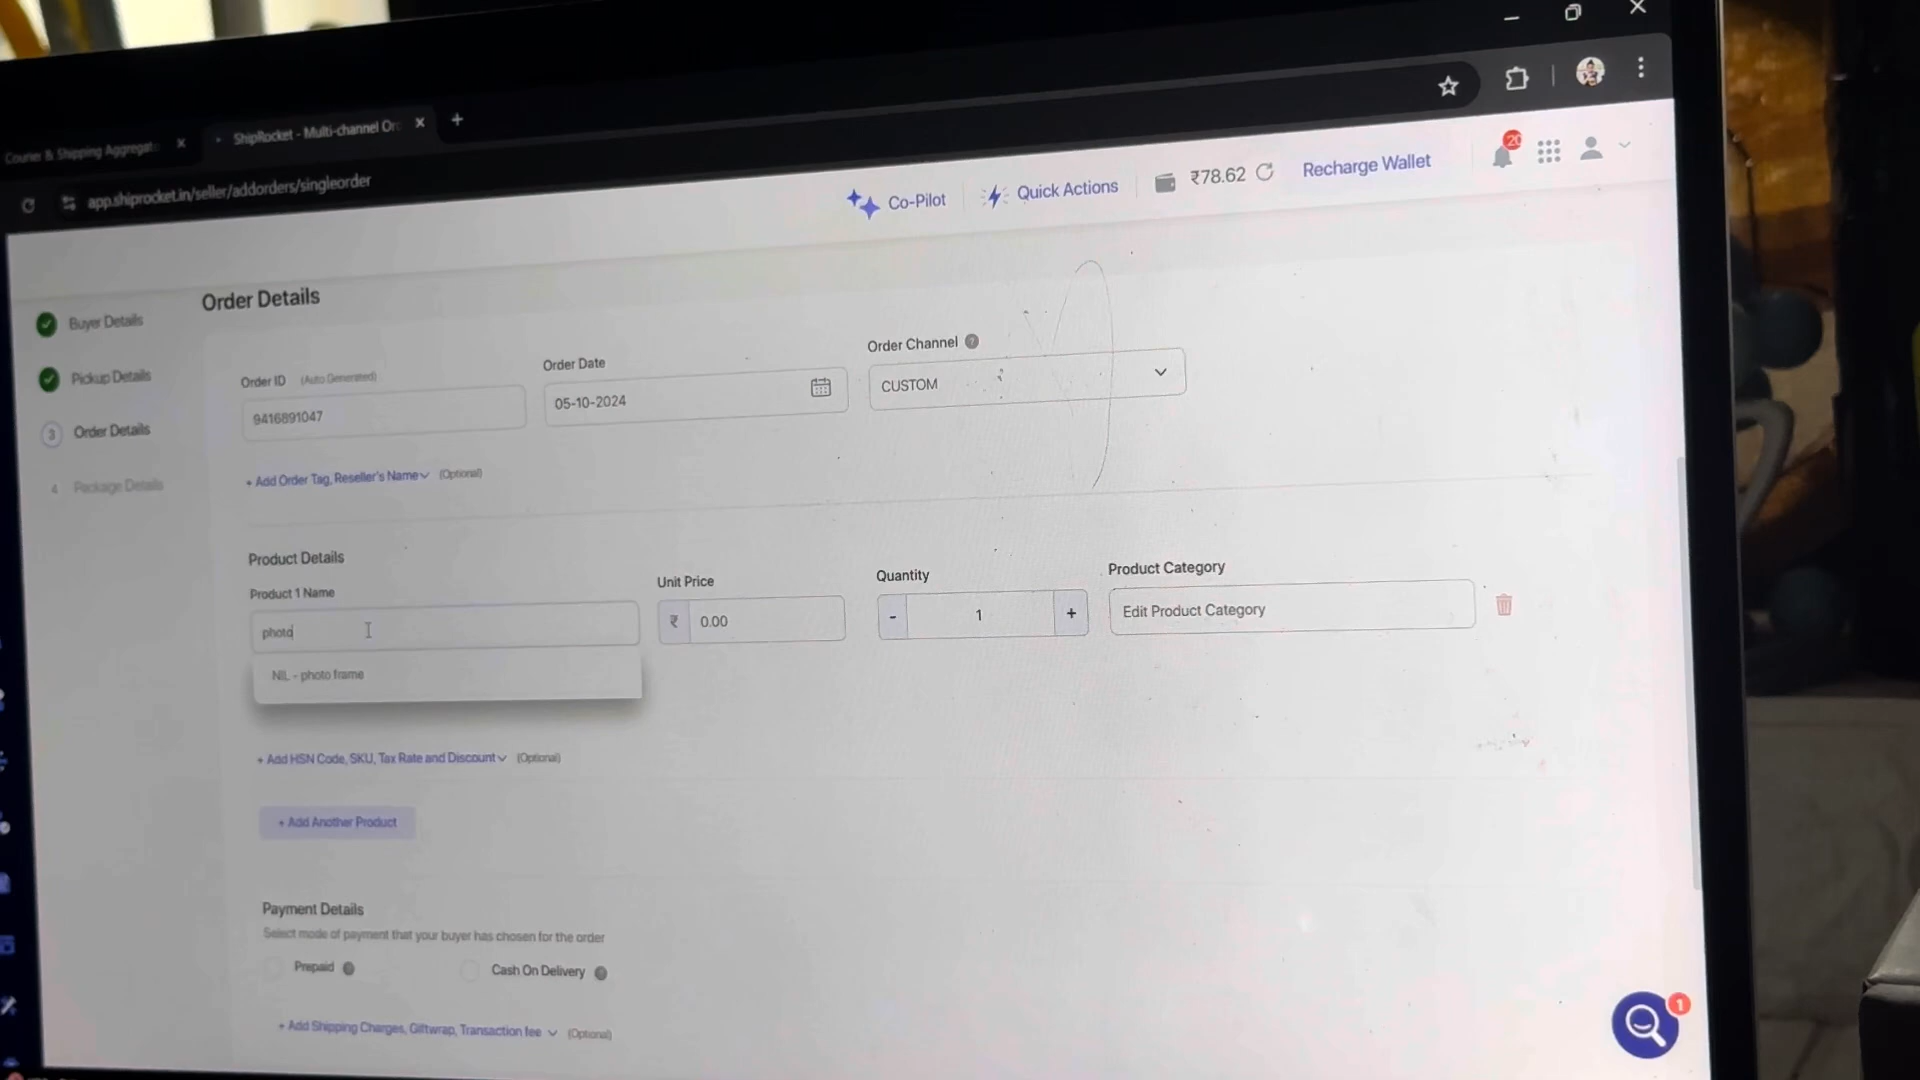 Courier & Shipping Aggregat
ShipRocket - Multi-channel Orc
app.shiprocket.in/seller/addorders/singleorder
Co-Pilot
Quick Actions
₹78.62
Recharge Wallet
20
Buyer Details
Pickup Details
3 Order Details
4 Package Details
Order Details
Order ID (Auto Generated)
9416891047
Order Date
05-10-2024
Order Channel ?
CUSTOM
+ Add Order Tag, Reseller's Name (Optional)
Product Details
Product 1 Name
photo
NIL - photo frame
Unit Price
₹ 0.00
Quantity
- 1 +
Product Category
Edit Product Category
+ Add HSN Code, SKU, Tax Rate and Discount (Optional)
+ Add Another Product
Payment Details
Select mode of payment that your buyer has chosen for the order
Prepaid
Cash On Delivery
+ Add Shipping Charges, Giftwrap, Transaction fee (Optional)
1